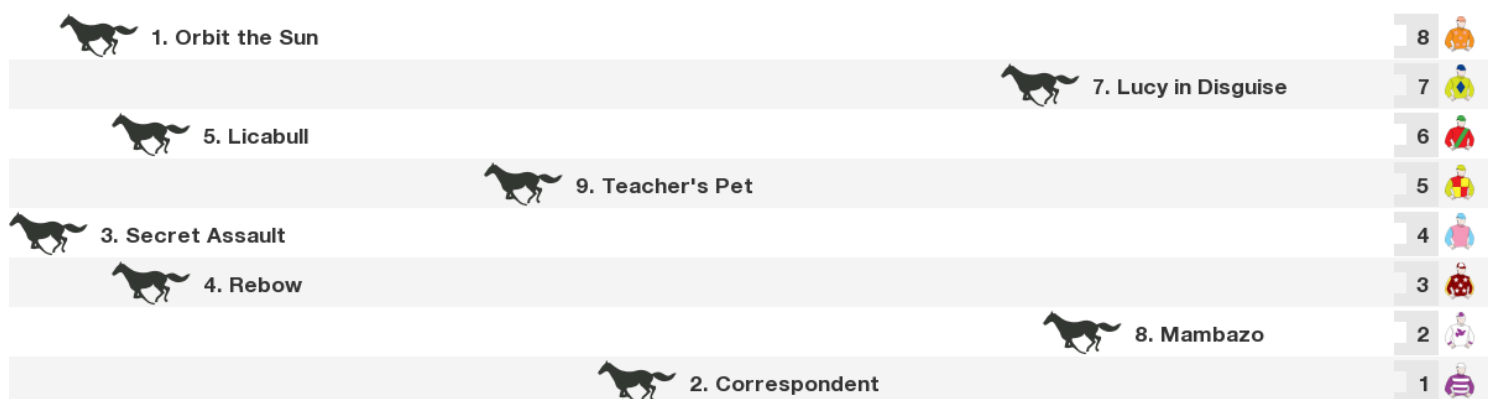 1. Orbit the Sun 8
7. Lucy in Disguise 7
5. Licabull 6
9. Teacher's Pet 5
3. Secret Assault 4
4. Rebow 3
8. Mambazo 2
2. Correspondent 1